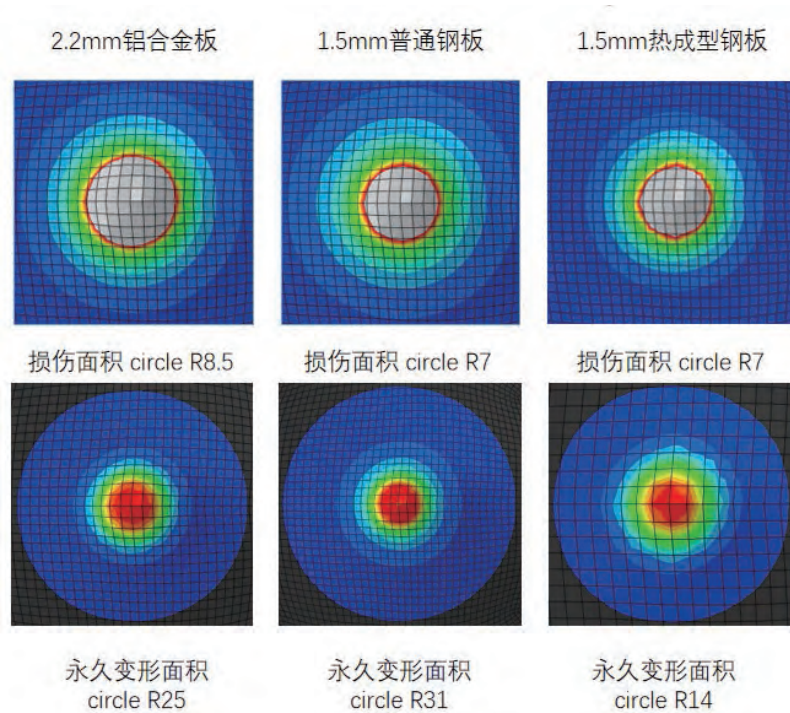 2.2mm铝合金板
1.5mm普通钢板
1.5mm热成型钢板
损伤面积 circle R8.5
损伤面积 circle R7
损伤面积 circle R7
永久变形面积
circle R25
永久变形面积
circle R31
永久变形面积
circle R14